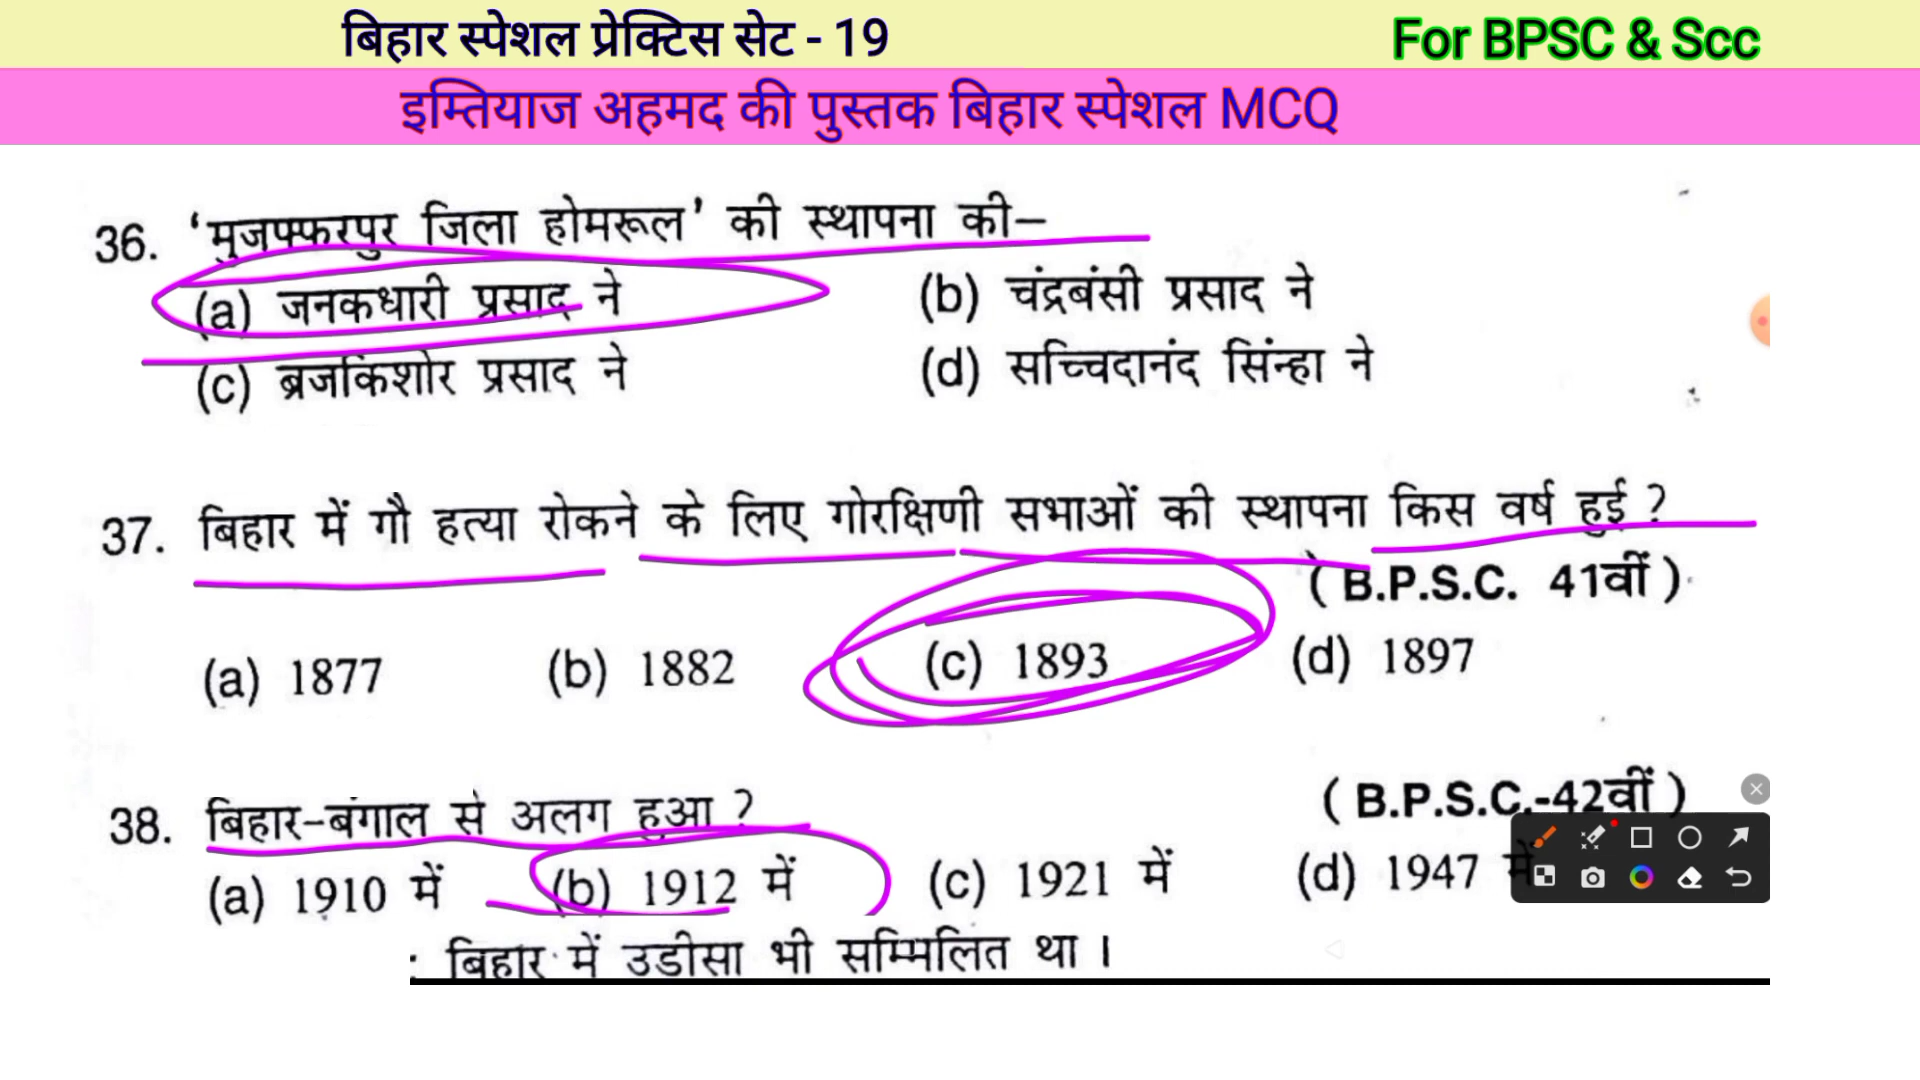 बिहार स्पेशल प्रेक्टिस सेट - 19 For BPSC & Scc
इम्तियाज अहमद की पुस्तक बिहार स्पेशल MCQ
36. ‘मुजफ्फरपुर जिला होमरूल’ की स्थापना की–
(a) जनकधारी प्रसाद ने (b) चंद्रबंसी प्रसाद ने
(c) ब्रजकिशोर प्रसाद ने (d) सच्चिदानंद सिंन्हा ने
37. बिहार में गौ हत्या रोकने के लिए गोरक्षिणी सभाओं की स्थापना किस वर्ष हुई ?
( B.P.S.C. 41वीं )
(a) 1877 (b) 1882 (c) 1893 (d) 1897
38. बिहार-बंगाल से अलग हुआ ? ( B.P.S.C.-42वीं )
(a) 1910 में (b) 1912 में (c) 1921 में (d) 1947 में
: बिहार में उडीसा भी सम्मिलित था ।